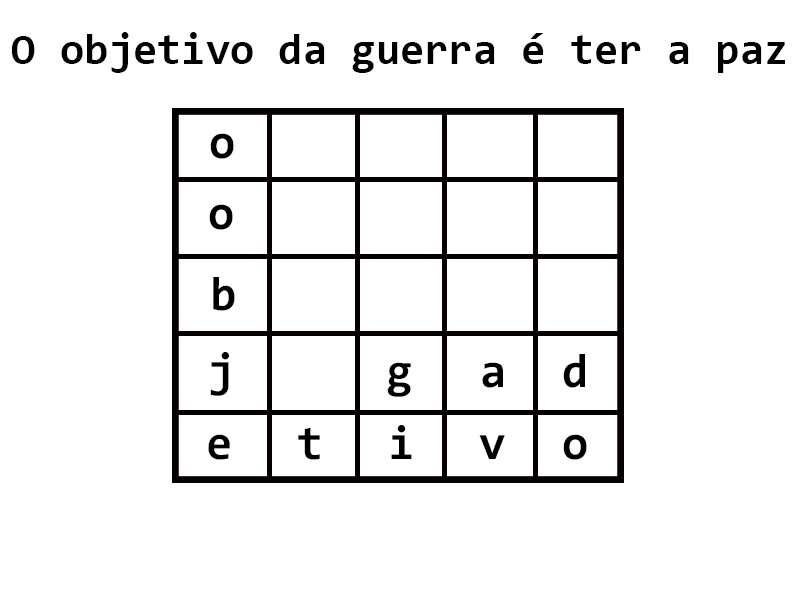 O objetivo da guerra é ter a paz
o
o
b
j g a d
e t i v o